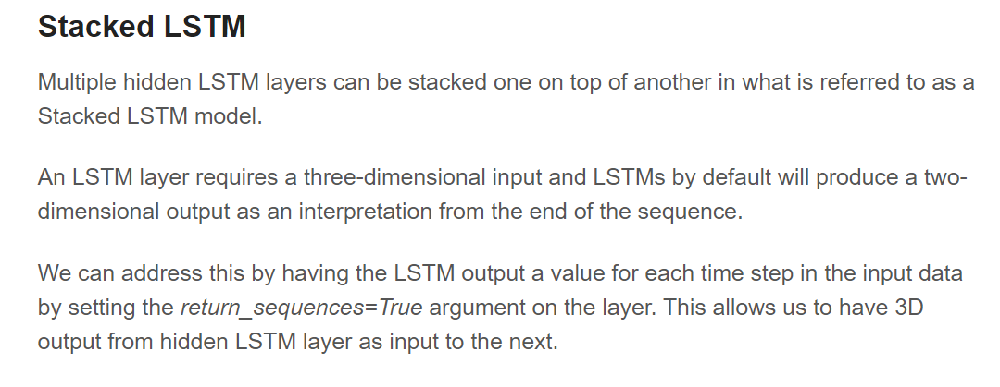 Stacked LSTM
Multiple hidden LSTM layers can be stacked one on top of another in what is referred to as a
Stacked LSTM model.
An LSTM layer requires a three-dimensional input and LSTMs by default will produce a two-
dimensional output as an interpretation from the end of the sequence.
We can address this by having the LSTM output a value for each time step in the input data
by setting the return_sequences=True argument on the layer. This allows us to have 3D
output from hidden LSTM layer as input to the next.